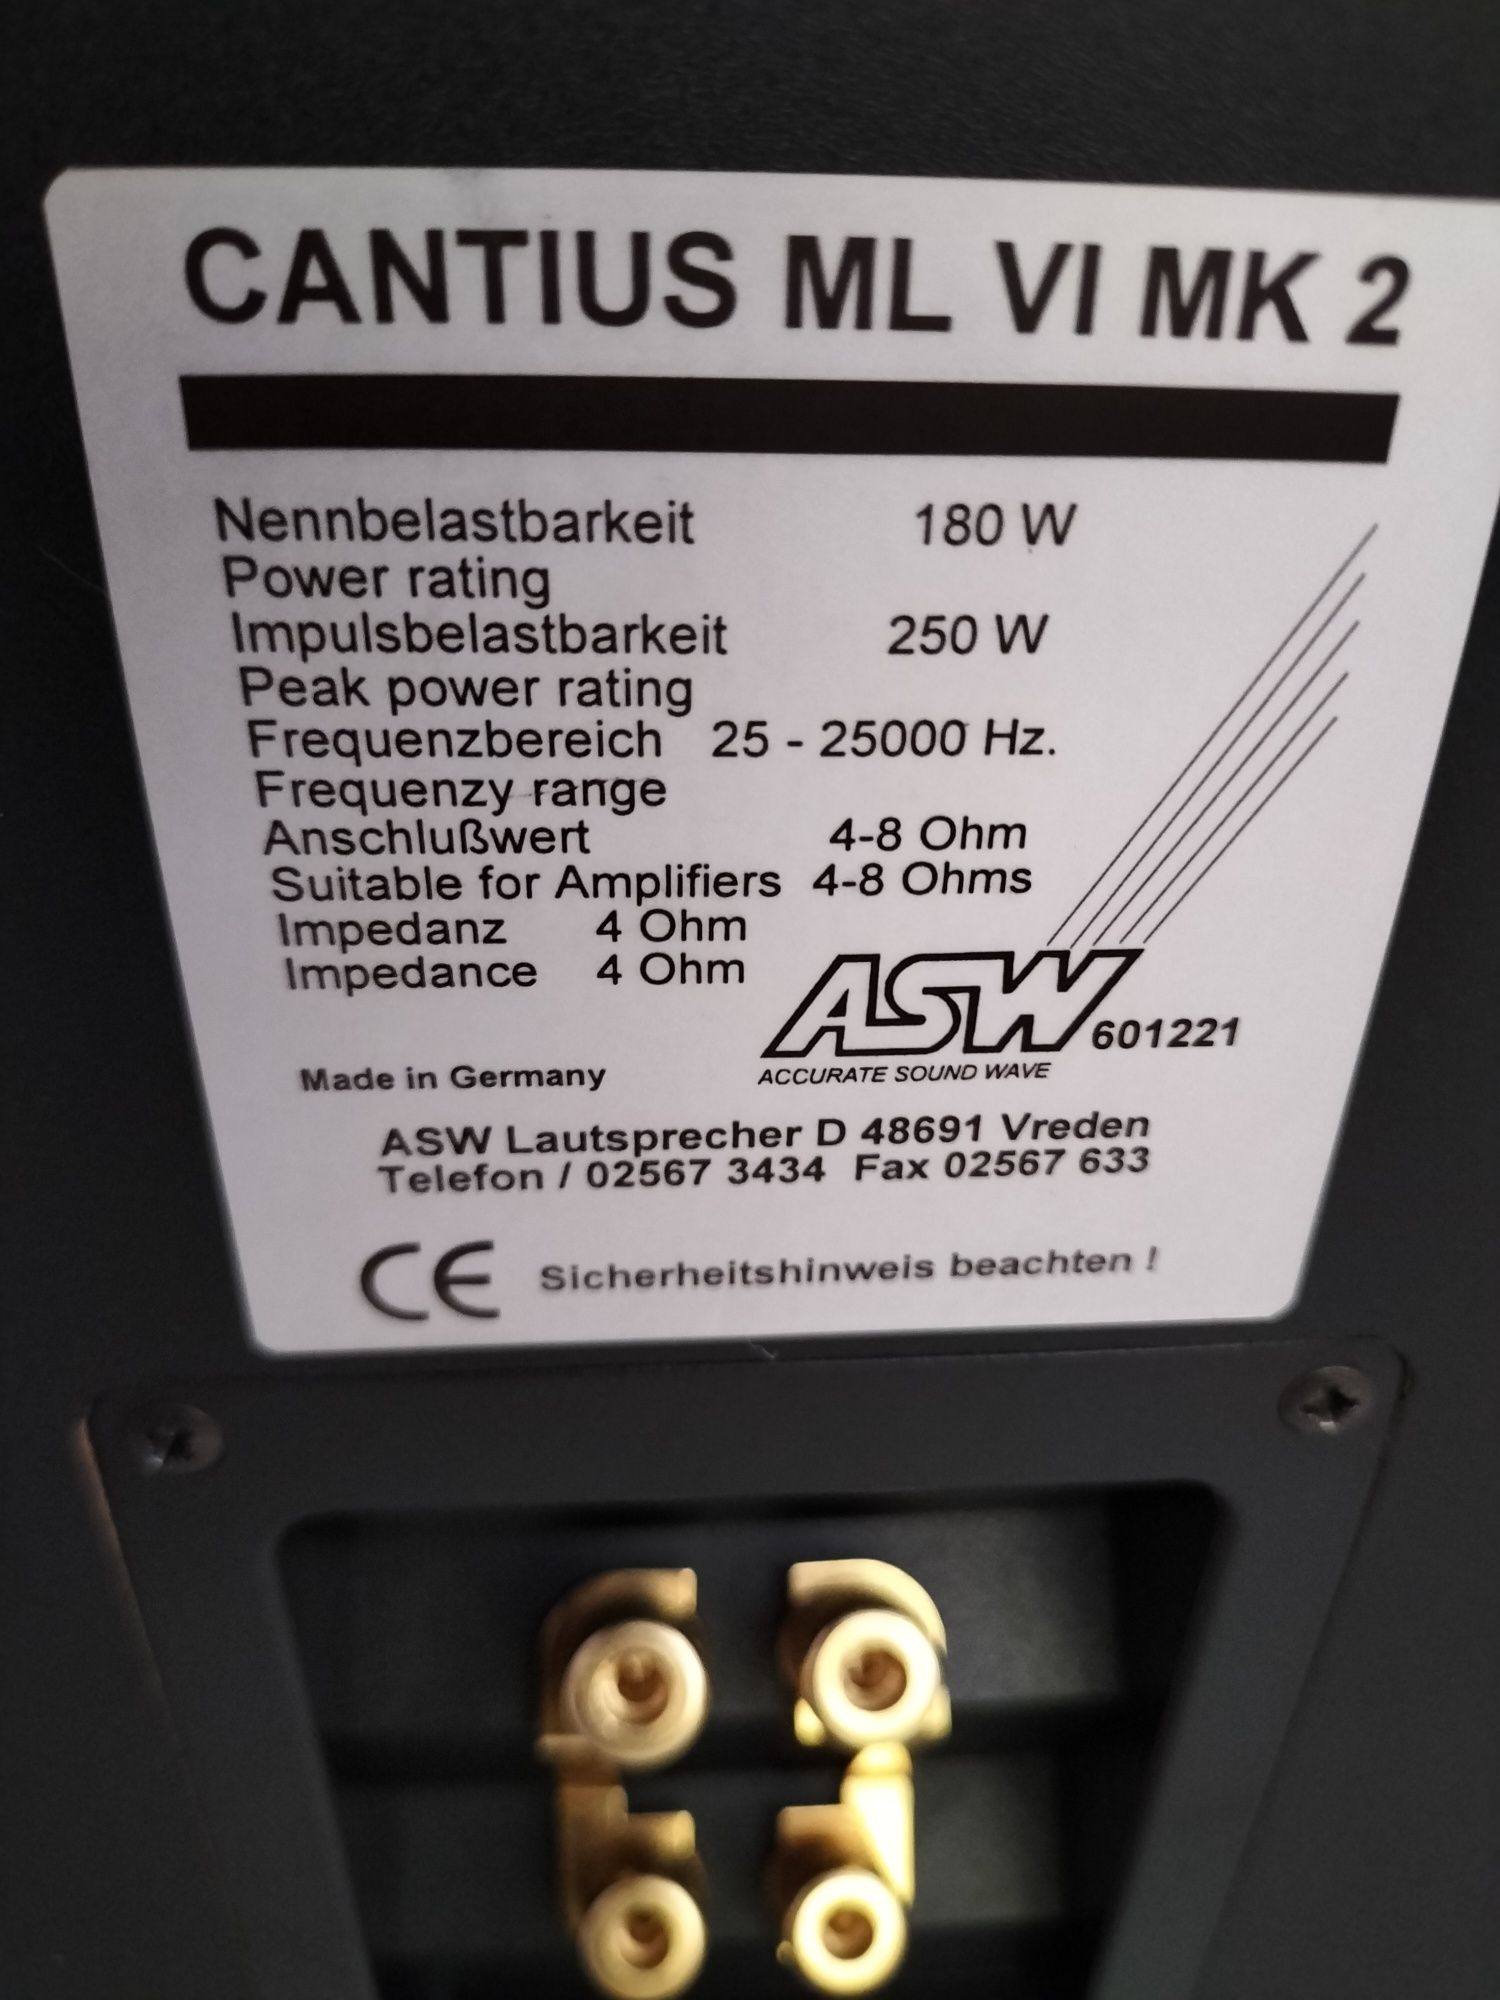 CANTIUS ML VI MK 2
Nennbelastbarkeit 180 W
Power rating
Impulsbelastbarkeit 250 W
Peak power rating
Frequenzbereich 25 - 25000 Hz.
Frequenzy range
Anschlußwert 4-8 Ohm
Suitable for Amplifiers 4-8 Ohms
Impedanz 4 Ohm
Impedance 4 Ohm
ASW 601221
ACCURATE SOUND WAVE
Made in Germany
ASW Lautsprecher D 48691 Vreden
Telefon / 02567 3434 Fax 02567 633
CE Sicherheitshinweis beachten !